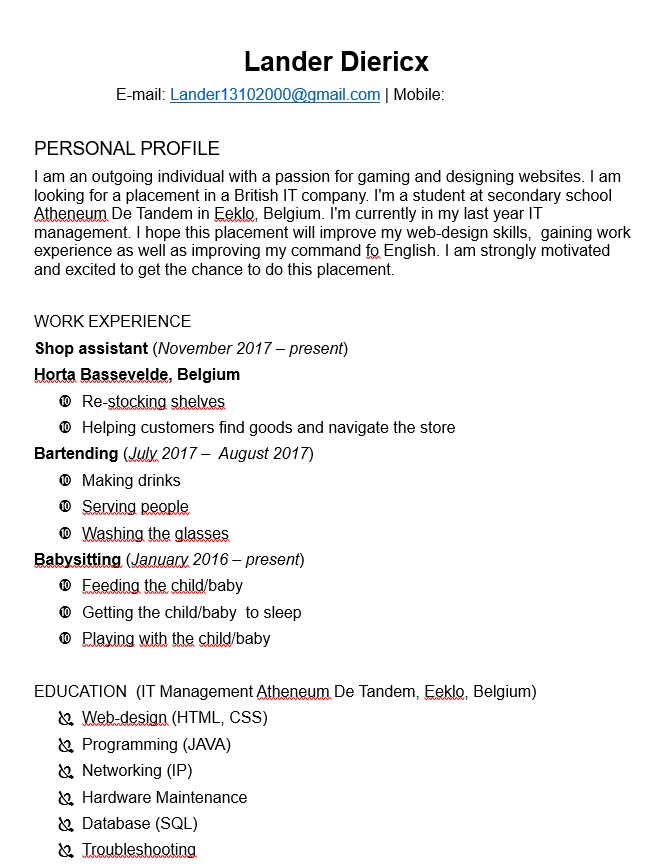 Lander Diericx
E-mail: Lander13102000@gmail.com | Mobile:
PERSONAL PROFILE
I am an outgoing individual with a passion for gaming and designing websites. I am
looking for a placement in a British IT company. I'm a student at secondary school
Atheneum De Tandem in Eeklo, Belgium. I'm currently in my last year IT
management. I hope this placement will improve my web-design skills,  gaining work
experience as well as improving my command fo English. I am strongly motivated
and excited to get the chance to do this placement.
WORK EXPERIENCE
Shop assistant (November 2017 – present)
Horta Bassevelde, Belgium
❿ Re-stocking shelves
❿ Helping customers find goods and navigate the store
Bartending (July 2017 –  August 2017)
❿ Making drinks
❿ Serving people
❿ Washing the glasses
Babysitting (January 2016 – present)
❿ Feeding the child/baby
❿ Getting the child/baby  to sleep
❿ Playing with the child/baby
EDUCATION  (IT Management Atheneum De Tandem, Eeklo, Belgium)
Web-design (HTML, CSS)
Programming (JAVA)
Networking (IP)
Hardware Maintenance
Database (SQL)
Troubleshooting